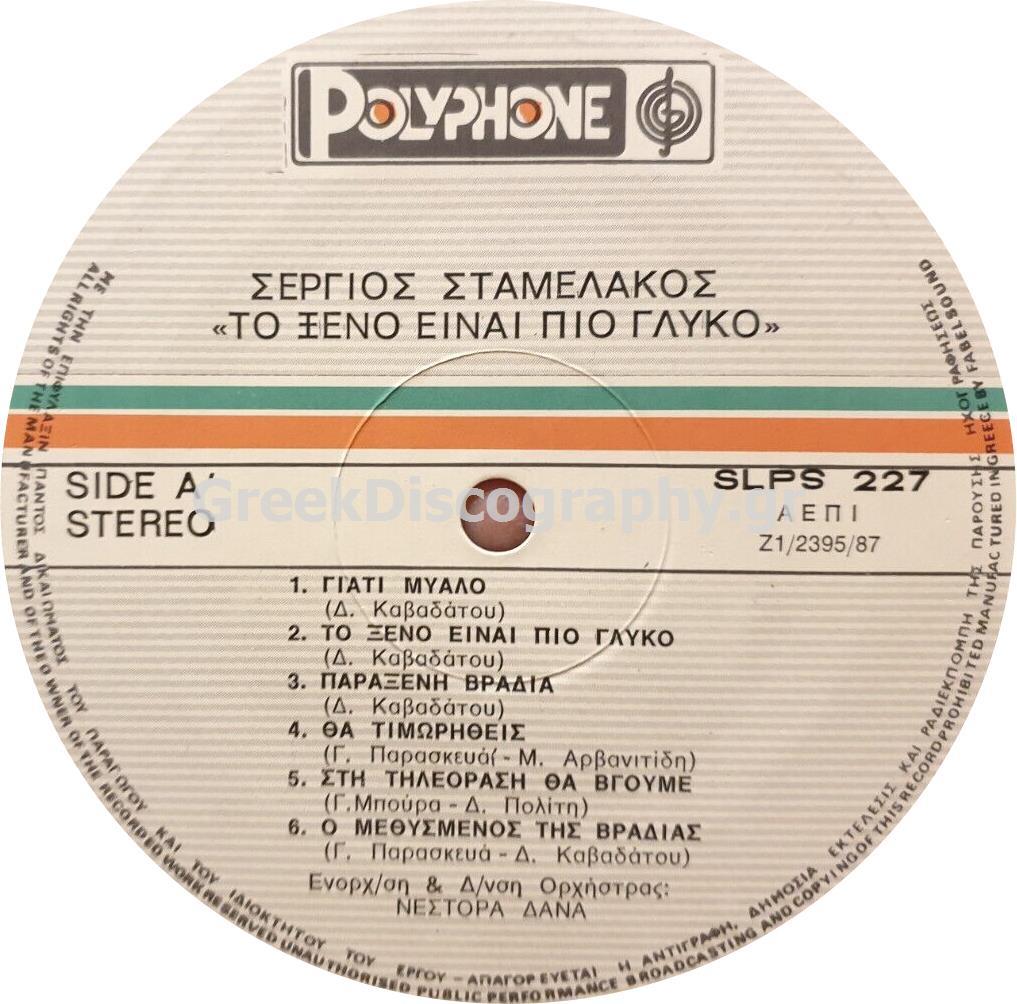 POLYPHONE
ΣΕΡΓΙΟΣ ΣΤΑΜΕΛΑΚΟΣ
«ΤΟ ΞΕΝΟ ΕΙΝΑΙ ΠΙΟ ΓΛΥΚΟ»
SIDE A΄
STEREO
SLPS 227
ΑΕΠΙ
Z1/2395/87
GreekDiscography.gr
1. ΓΙΑΤΙ ΜΥΑΛΟ
(Δ. Καβαδάτου)
2. ΤΟ ΞΕΝΟ ΕΙΝΑΙ ΠΙΟ ΓΛΥΚΟ
(Δ. Καβαδάτου)
3. ΠΑΡΑΞΕΝΗ ΒΡΑΔΙΑ
(Δ. Καβαδάτου)
4. ΘΑ ΤΙΜΩΡΗΘΕΙΣ
(Γ. Παρασκευά(- Μ. Αρβανιτίδη)
5. ΣΤΗ ΤΗΛΕΟΡΑΣΗ ΘΑ ΒΓΟΥΜΕ
(Γ.Μπούρα - Δ. Πολίτη)
6. Ο ΜΕΘΥΣΜΕΝΟΣ ΤΗΣ ΒΡΑΔΙΑΣ
(Γ. Παρασκευά - Δ. Καβαδάτου)
Ενορχ/ση & Δ/νση Ορχήστρας:
ΝΕΣΤΟΡΑ ΔΑΝΑ
ΜΕ ΤΗΝ ΕΠΙΦΥΛΑΞΙΝ ΠΑΝΤΟΣ ΔΙΚΑΙΩΜΑΤΟΣ ΤΟΥ ΠΑΡΑΓΩΓΟΥ ΚΑΙ ΤΟΥ ΙΔΙΟΚΤΗΤΟΥ ΤΟΥ ΕΡΓΟΥ - ΑΠΑΓΟΡΕΥΕΤΑΙ Η ΑΝΤΙΓΡΑΦΗ, ΔΗΜΟΣΙΑ ΕΚΤΕΛΕΣΙΣ ΚΑΙ ΡΑΔΙΕΚΠΟΜΠΗ ΤΗΣ ΠΑΡΟΥΣΗΣ ΗΧΟΓΡΑΦΗΣΕΩΣ
ALL RIGHTS OF THE MANUFACTURER AND OF THE OWNER OF THE RECORDED WORK RESERVED UNAUTHORISED PUBLIC PERFORMANCE BROADCASTING AND COPYING OF THIS RECORD PROHIBITED MANUFACTURED IN GREECE BY FABELSOUND